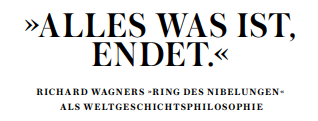 »ALLES WAS IST,
ENDET.«
RICHARD WAGNERS »RING DES NIBELUNGEN«
ALS WELTGESCHICHTSPHILOSOPHIE